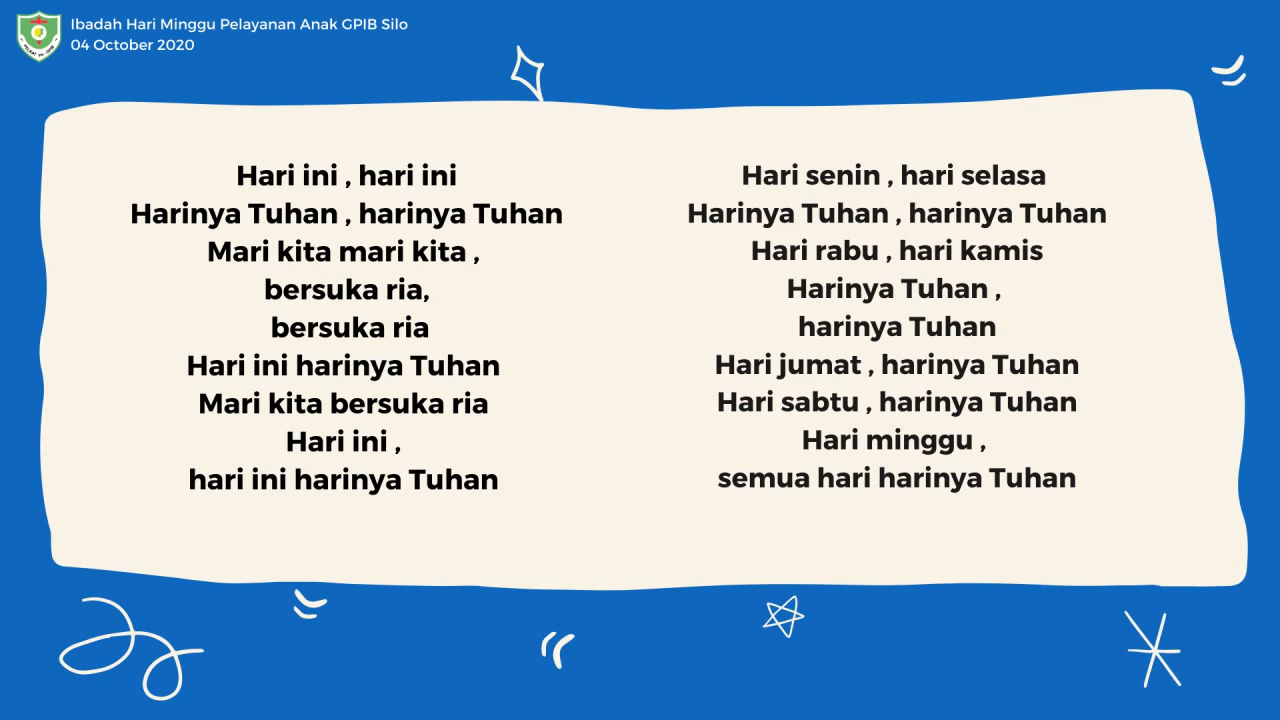 Ibadah Hari Minggu Pelayanan Anak GPIB Silo
04 October 2020
Hari ini , hari ini
Harinya Tuhan , harinya Tuhan
Mari kita mari kita ,
bersuka ria,
bersuka ria
Hari ini harinya Tuhan
Mari kita bersuka ria
Hari ini ,
hari ini harinya Tuhan
Hari senin , hari selasa
Harinya Tuhan , harinya Tuhan
Hari rabu , hari kamis
Harinya Tuhan ,
harinya Tuhan
Hari jumat , harinya Tuhan
Hari sabtu , harinya Tuhan
Hari minggu ,
semua hari harinya Tuhan